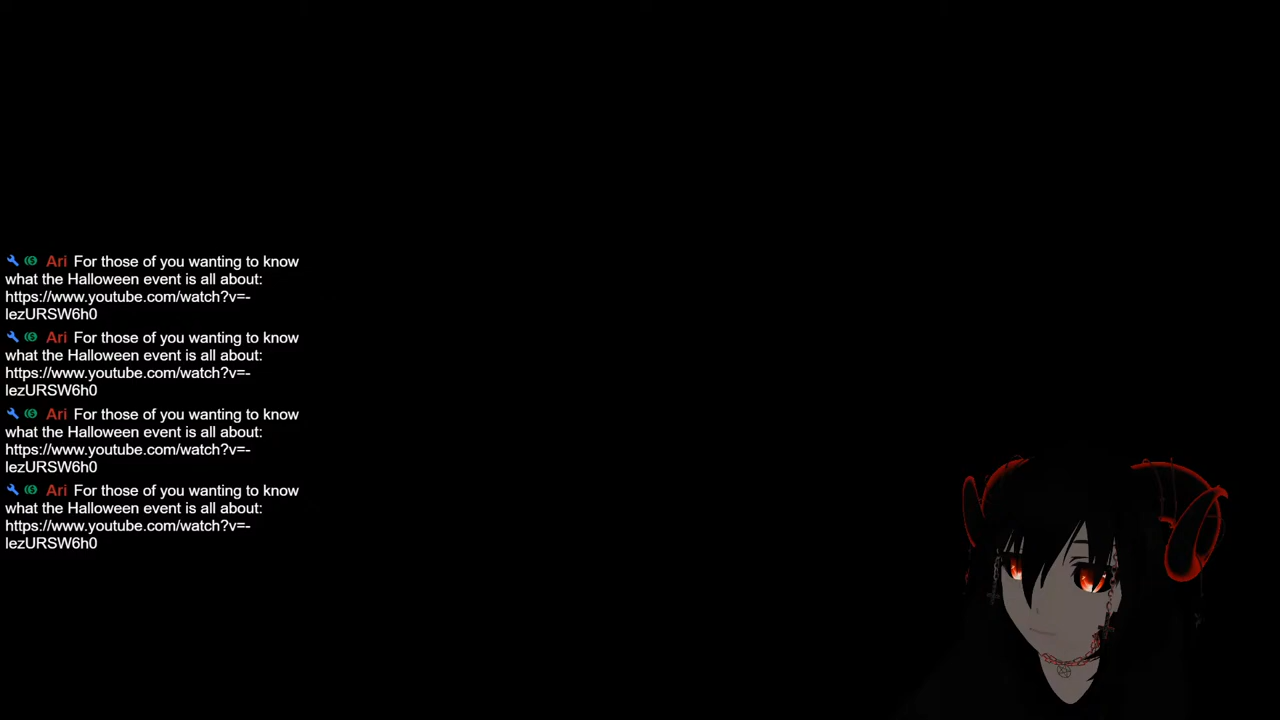 Ari For those of you wanting to know
what the Halloween event is all about:
https://www.youtube.com/watch?v=-
lezURSW6h0
Ari For those of you wanting to know
what the Halloween event is all about:
https://www.youtube.com/watch?v=-
lezURSW6h0
Ari For those of you wanting to know
what the Halloween event is all about:
https://www.youtube.com/watch?v=-
lezURSW6h0
Ari For those of you wanting to know
what the Halloween event is all about:
https://www.youtube.com/watch?v=-
lezURSW6h0